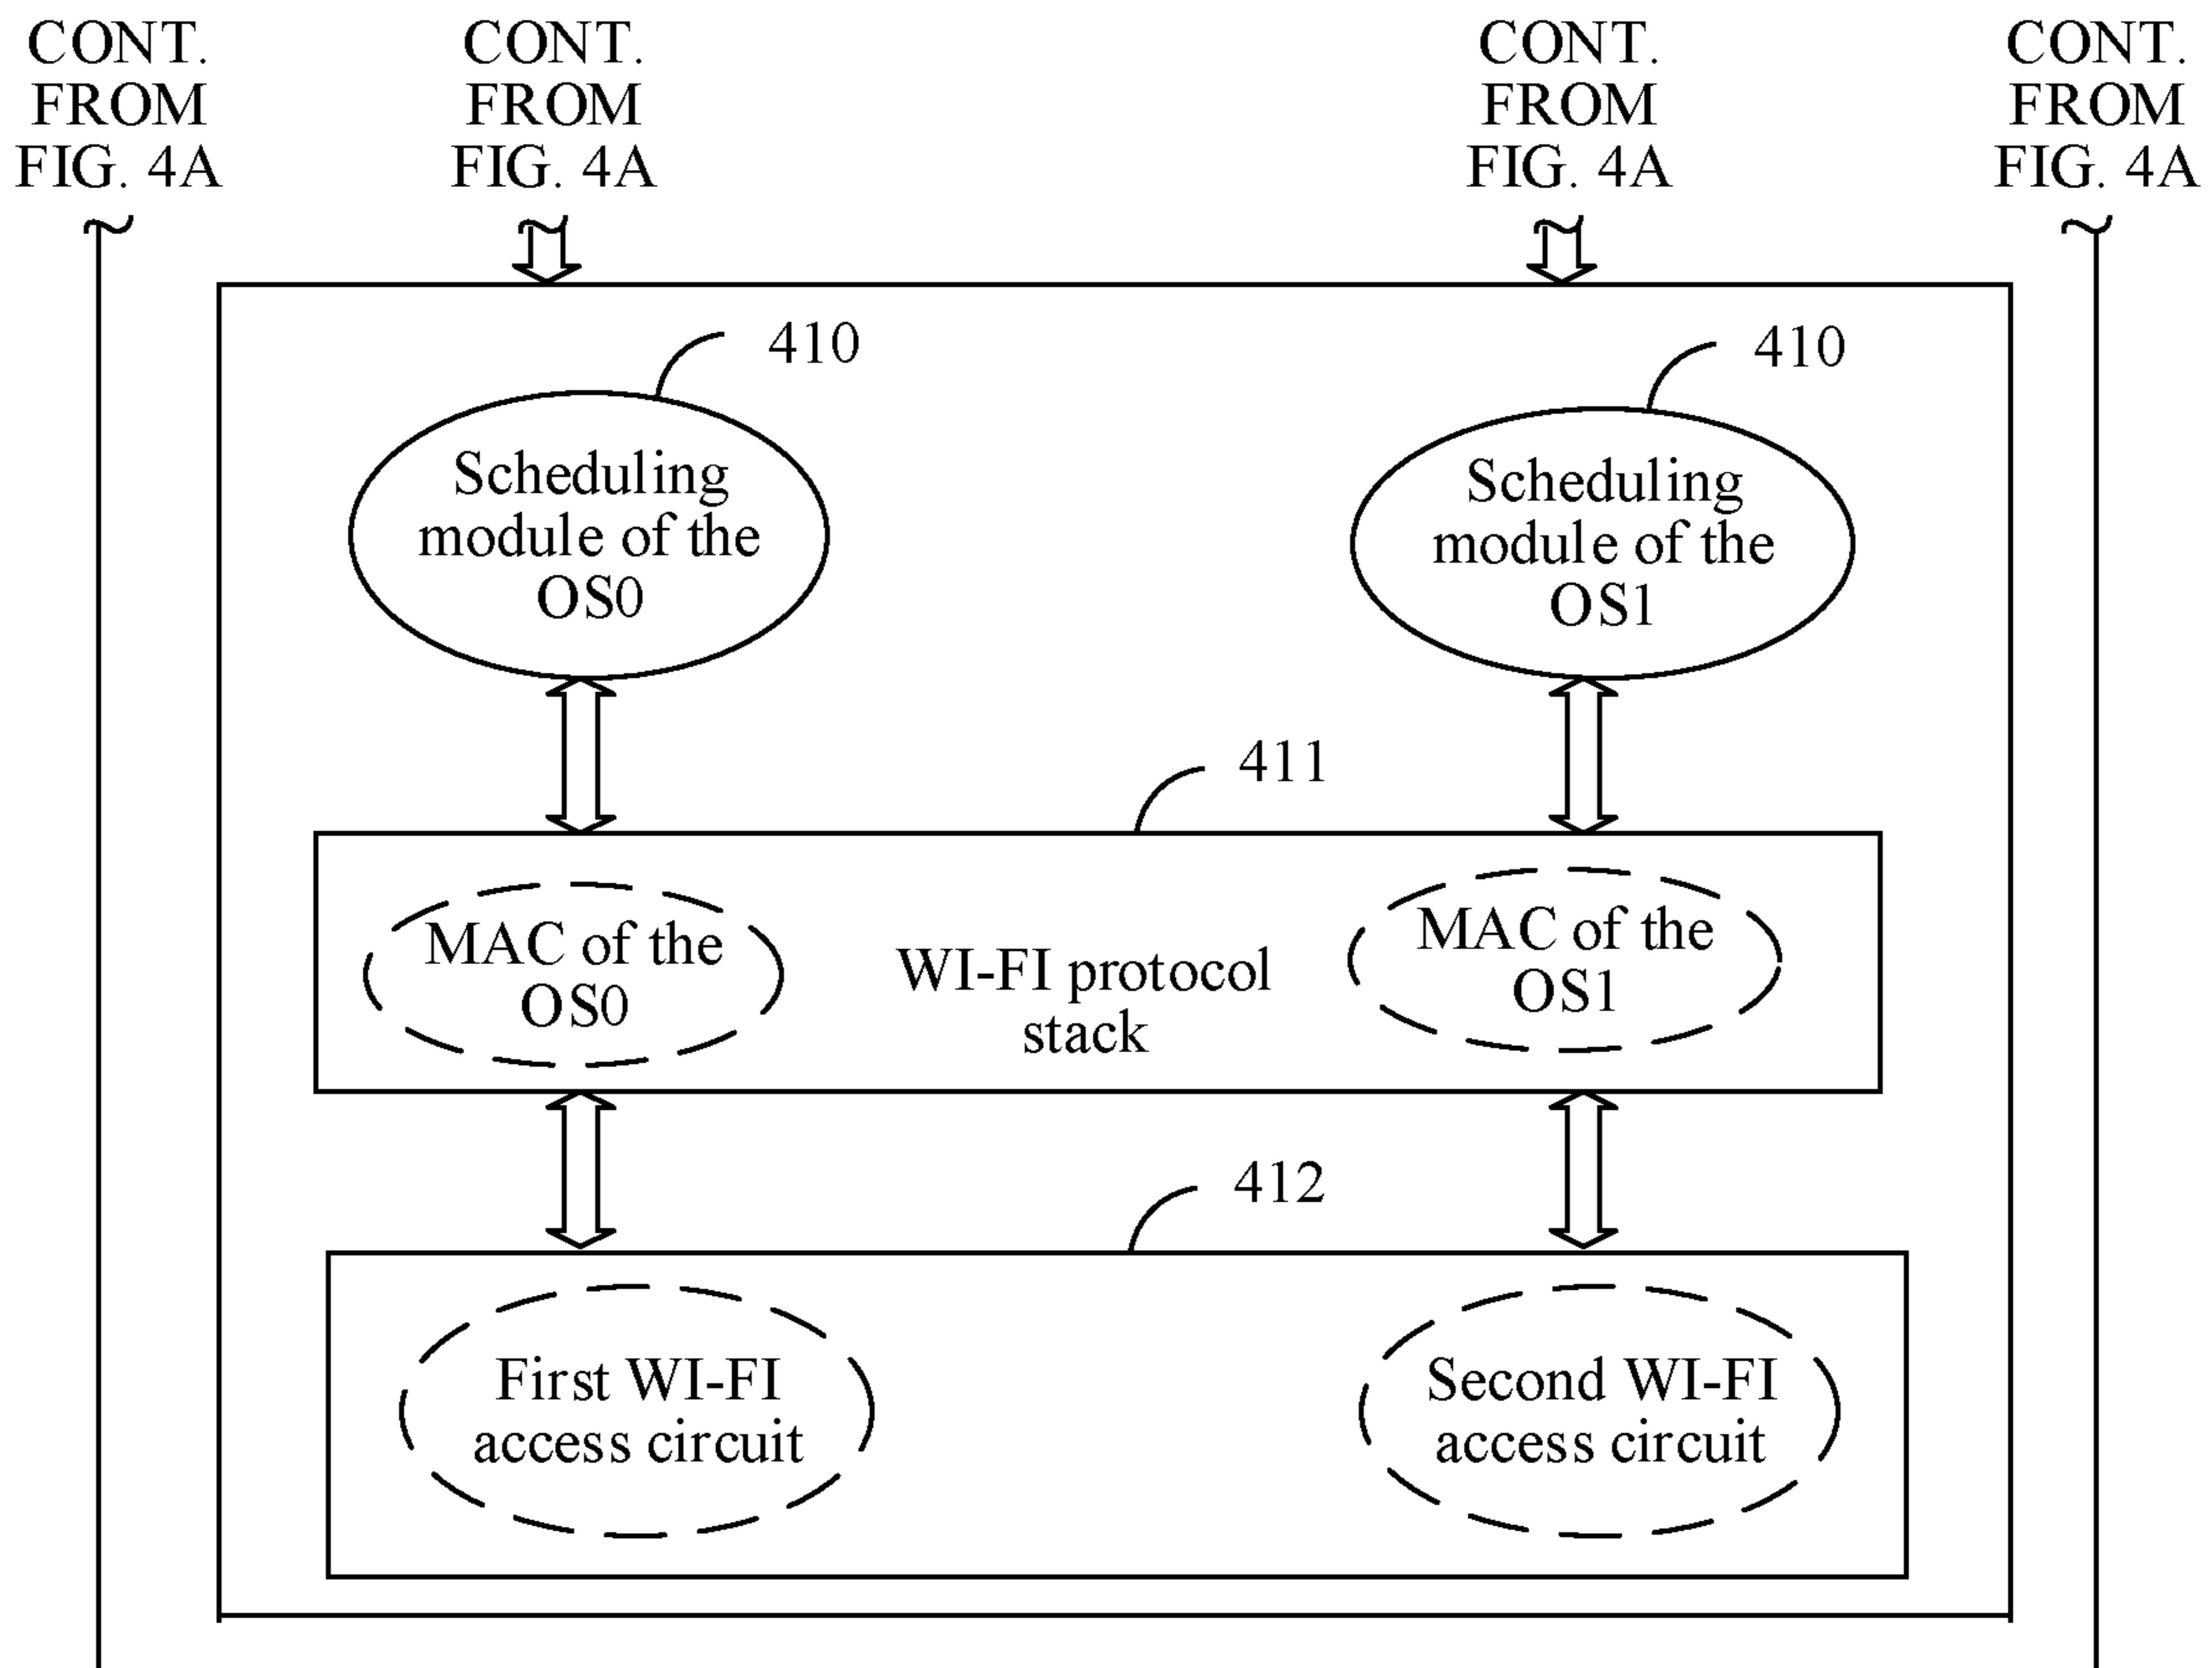 CONT.
FROM
FIG. 4A
CONT.
FROM
FIG. 4A
CONT.
FROM
FIG. 4A
CONT.
FROM
FIG. 4A
410
Scheduling
module of the
OS0
410
Scheduling
module of the
OS1
411
MAC of the
OS0
WI-FI protocol
stack
MAC of the
OS1
412
First WI-FI
access circuit
Second WI-FI
access circuit